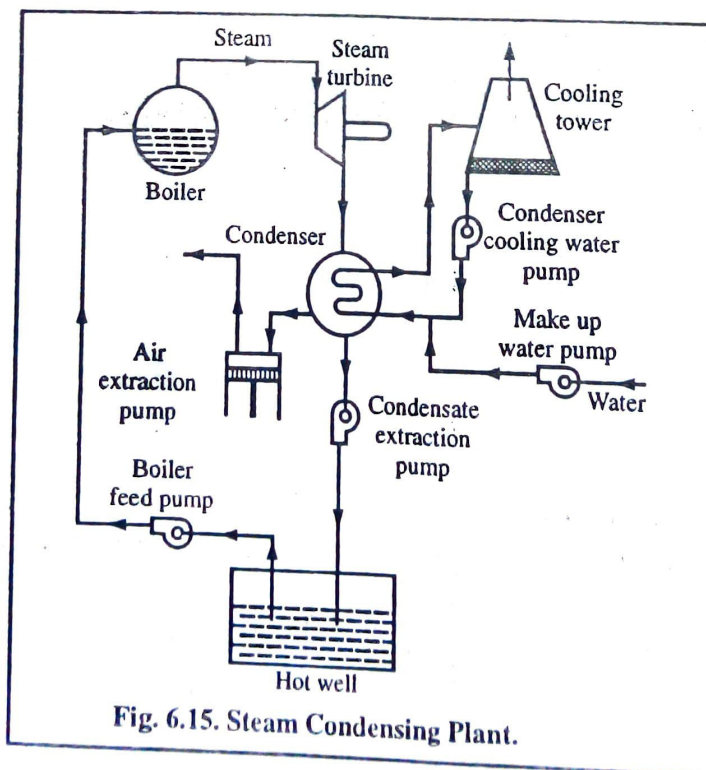 Steam
Steam
turbine
Cooling
tower
Boiler
Condenser
Condenser
cooling water
pump
Make up
water pump
Water
Air
extraction
pump
Condensate
extraction
pump
Boiler
feed pump
Hot well
Fig. 6.15. Steam Condensing Plant.